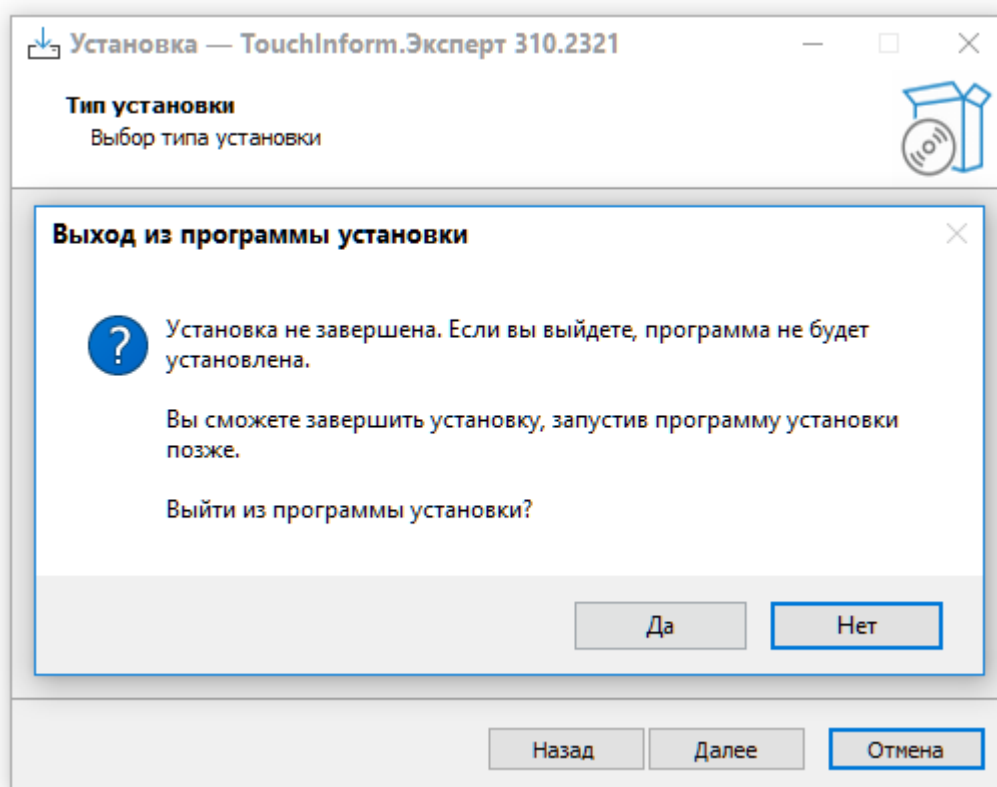 Установка — TouchInform.Эксперт 310.2321
Тип установки
Выбор типа установки
Выход из программы установки
Установка не завершена. Если вы выйдете, программа не будет
установлена.
Вы сможете завершить установку, запустив программу установки
позже.
Выйти из программы установки?
Да
Нет
Назад
Далее
Отмена